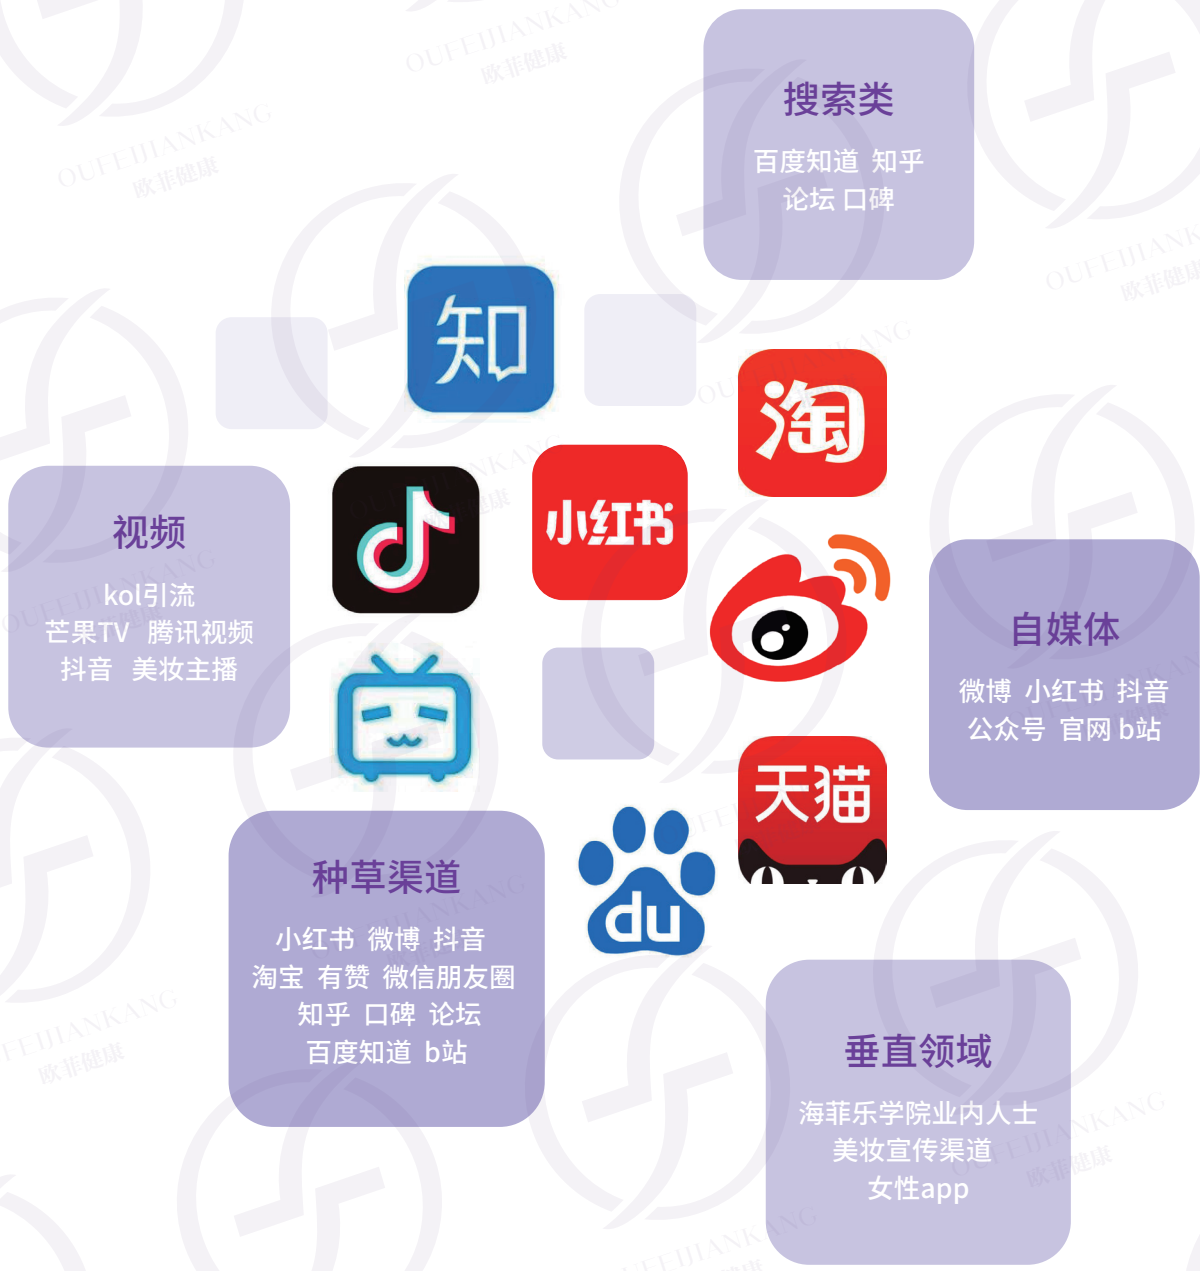 搜索类
百度知道 知乎
论坛 口碑
知
淘
小红书
视频
kol引流
芒果TV 腾讯视频
抖音 美妆主播
自媒体
微博 小红书 抖音
公众号 官网 b站
天猫
du
种草渠道
小红书 微博 抖音
淘宝 有赞 微信朋友圈
知乎 口碑 论坛
百度知道 b站
垂直领域
海菲乐学院业内人士
美妆宣传渠道
女性app
OUFEIJIANKANG
欧菲健康